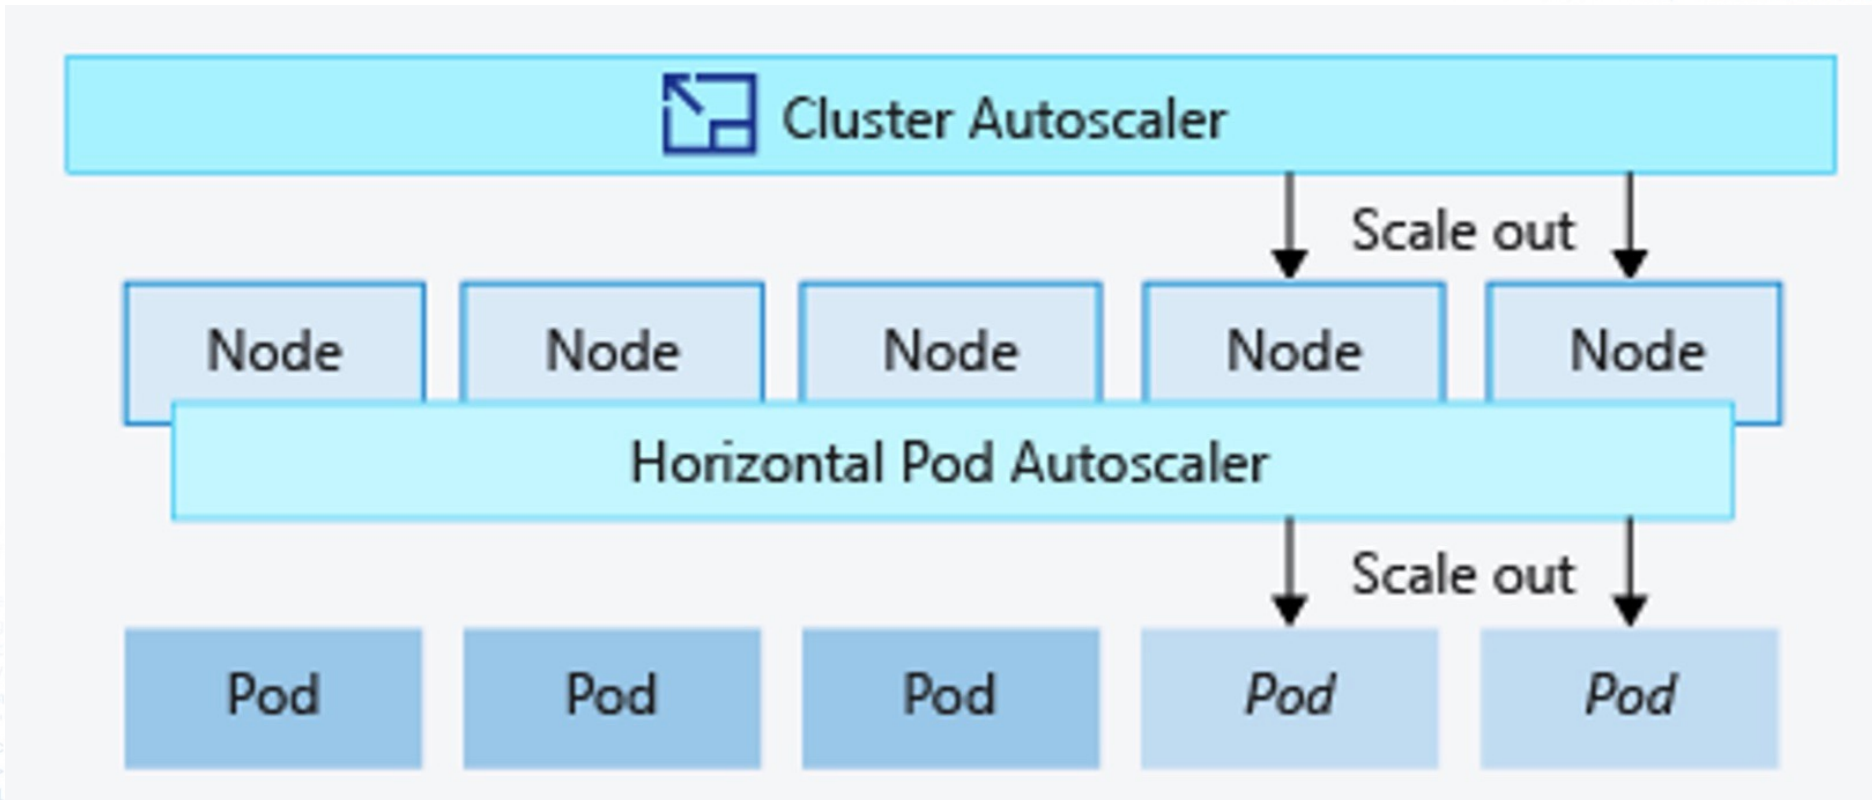 Cluster Autoscaler
Scale out
Node Node Node Node Node
Horizontal Pod Autoscaler
Scale out
Pod Pod Pod Pod Pod